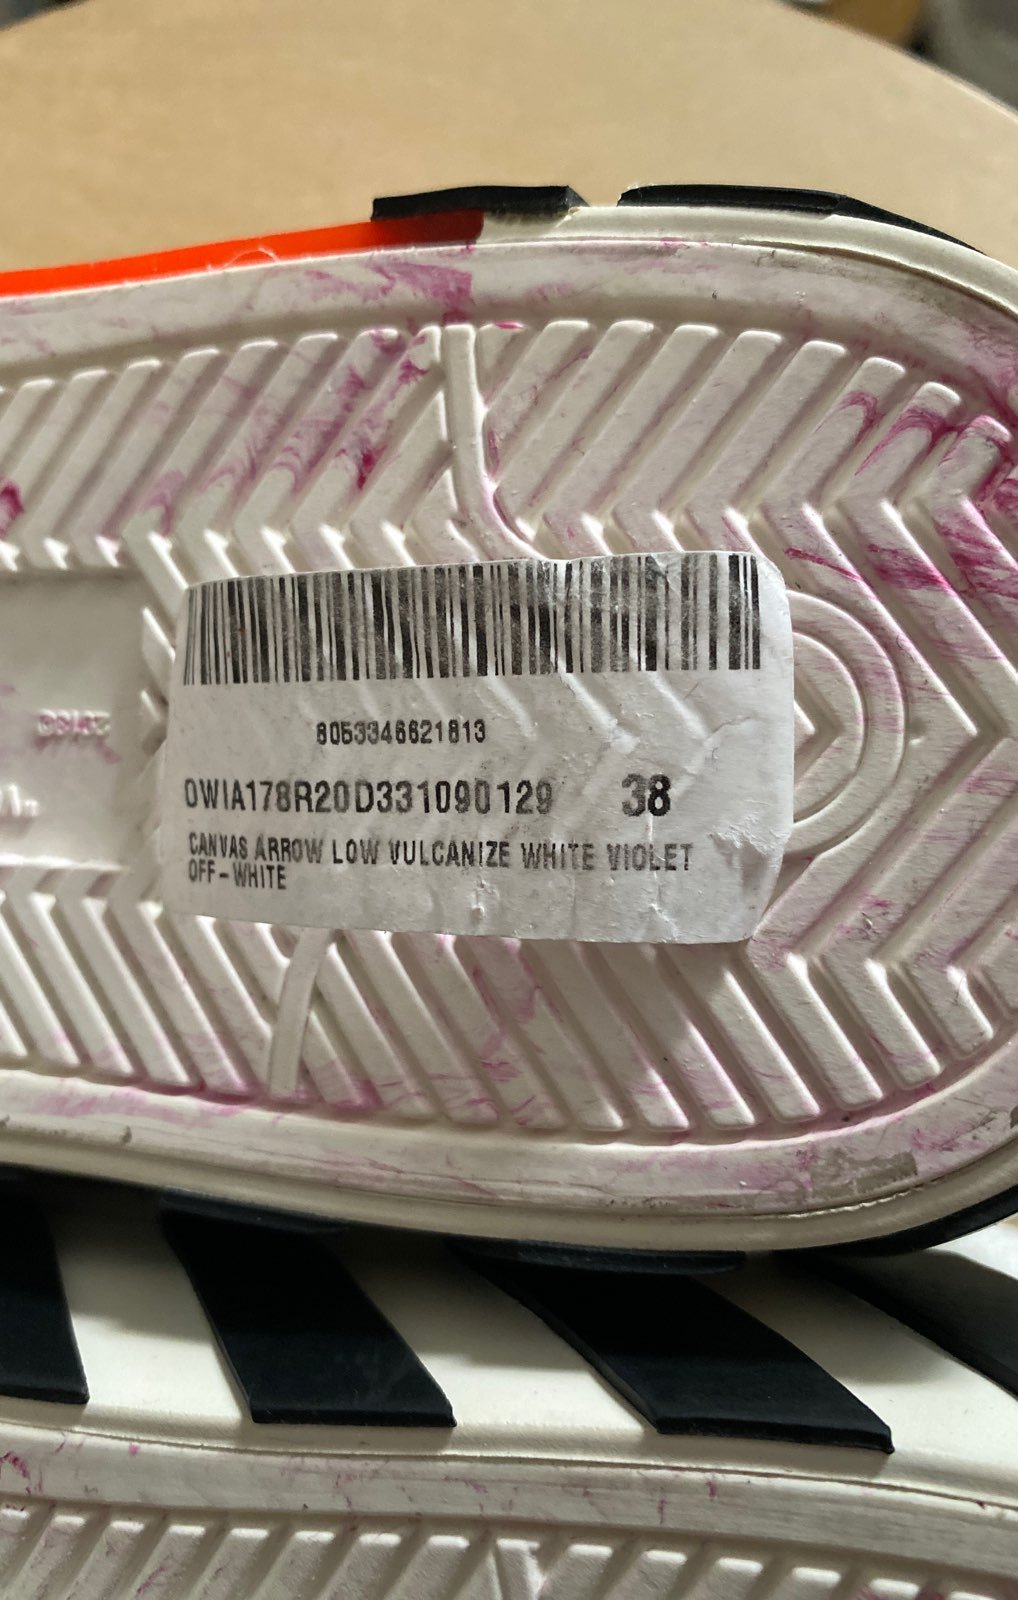 8053346621813
OWIA178R20D331090129 38
CANVAS ARROW LOW VULCANIZE WHITE VIOLET
OFF-WHITE